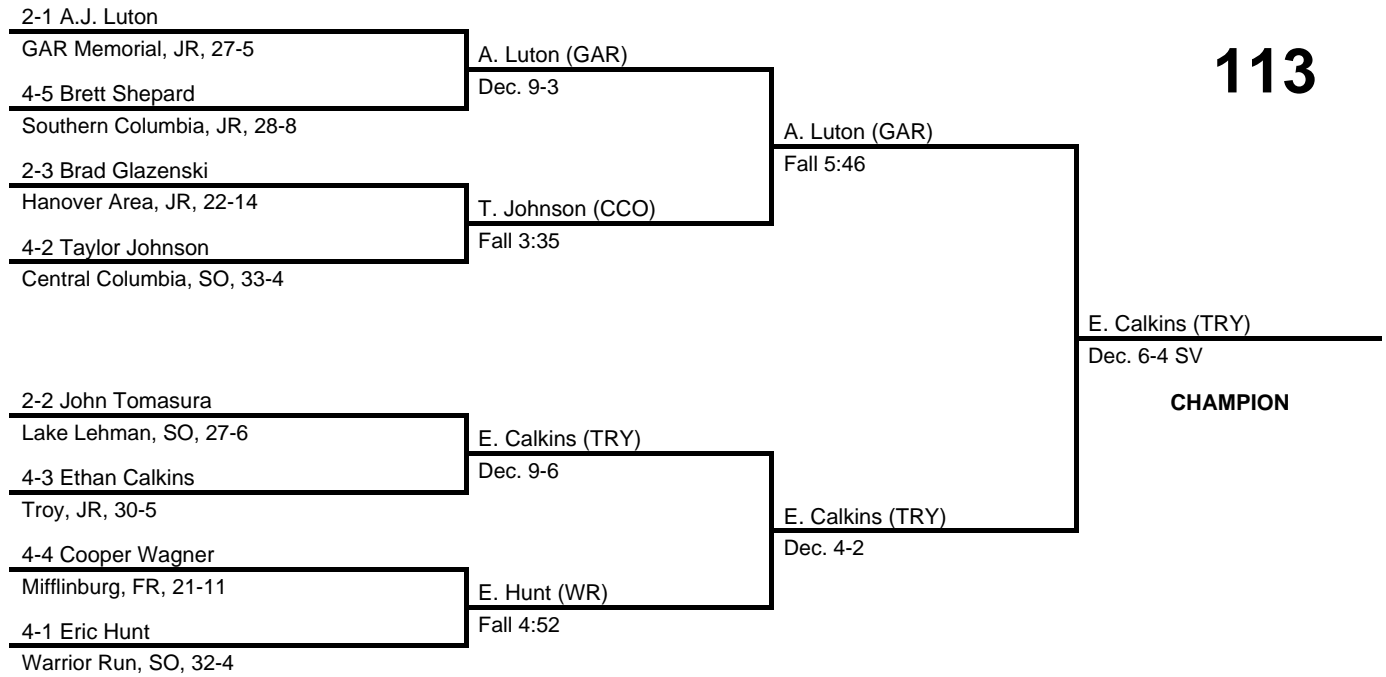 2-1 A.J. Luton
GAR Memorial, JR, 27-5
4-5 Brett Shepard
Southern Columbia, JR, 28-8
2-3 Brad Glazenski
Hanover Area, JR, 22-14
4-2 Taylor Johnson
Central Columbia, SO, 33-4
2-2 John Tomasura
Lake Lehman, SO, 27-6
4-3 Ethan Calkins
Troy, JR, 30-5
4-4 Cooper Wagner
Mifflinburg, FR, 21-11
4-1 Eric Hunt
Warrior Run, SO, 32-4
A. Luton (GAR)
Dec. 9-3
T. Johnson (CCO)
Fall 3:35
E. Calkins (TRY)
Dec. 9-6
E. Hunt (WR)
Fall 4:52
A. Luton (GAR)
Fall 5:46
E. Calkins (TRY)
Dec. 4-2
113
E. Calkins (TRY)
Dec. 6-4 SV
CHAMPION